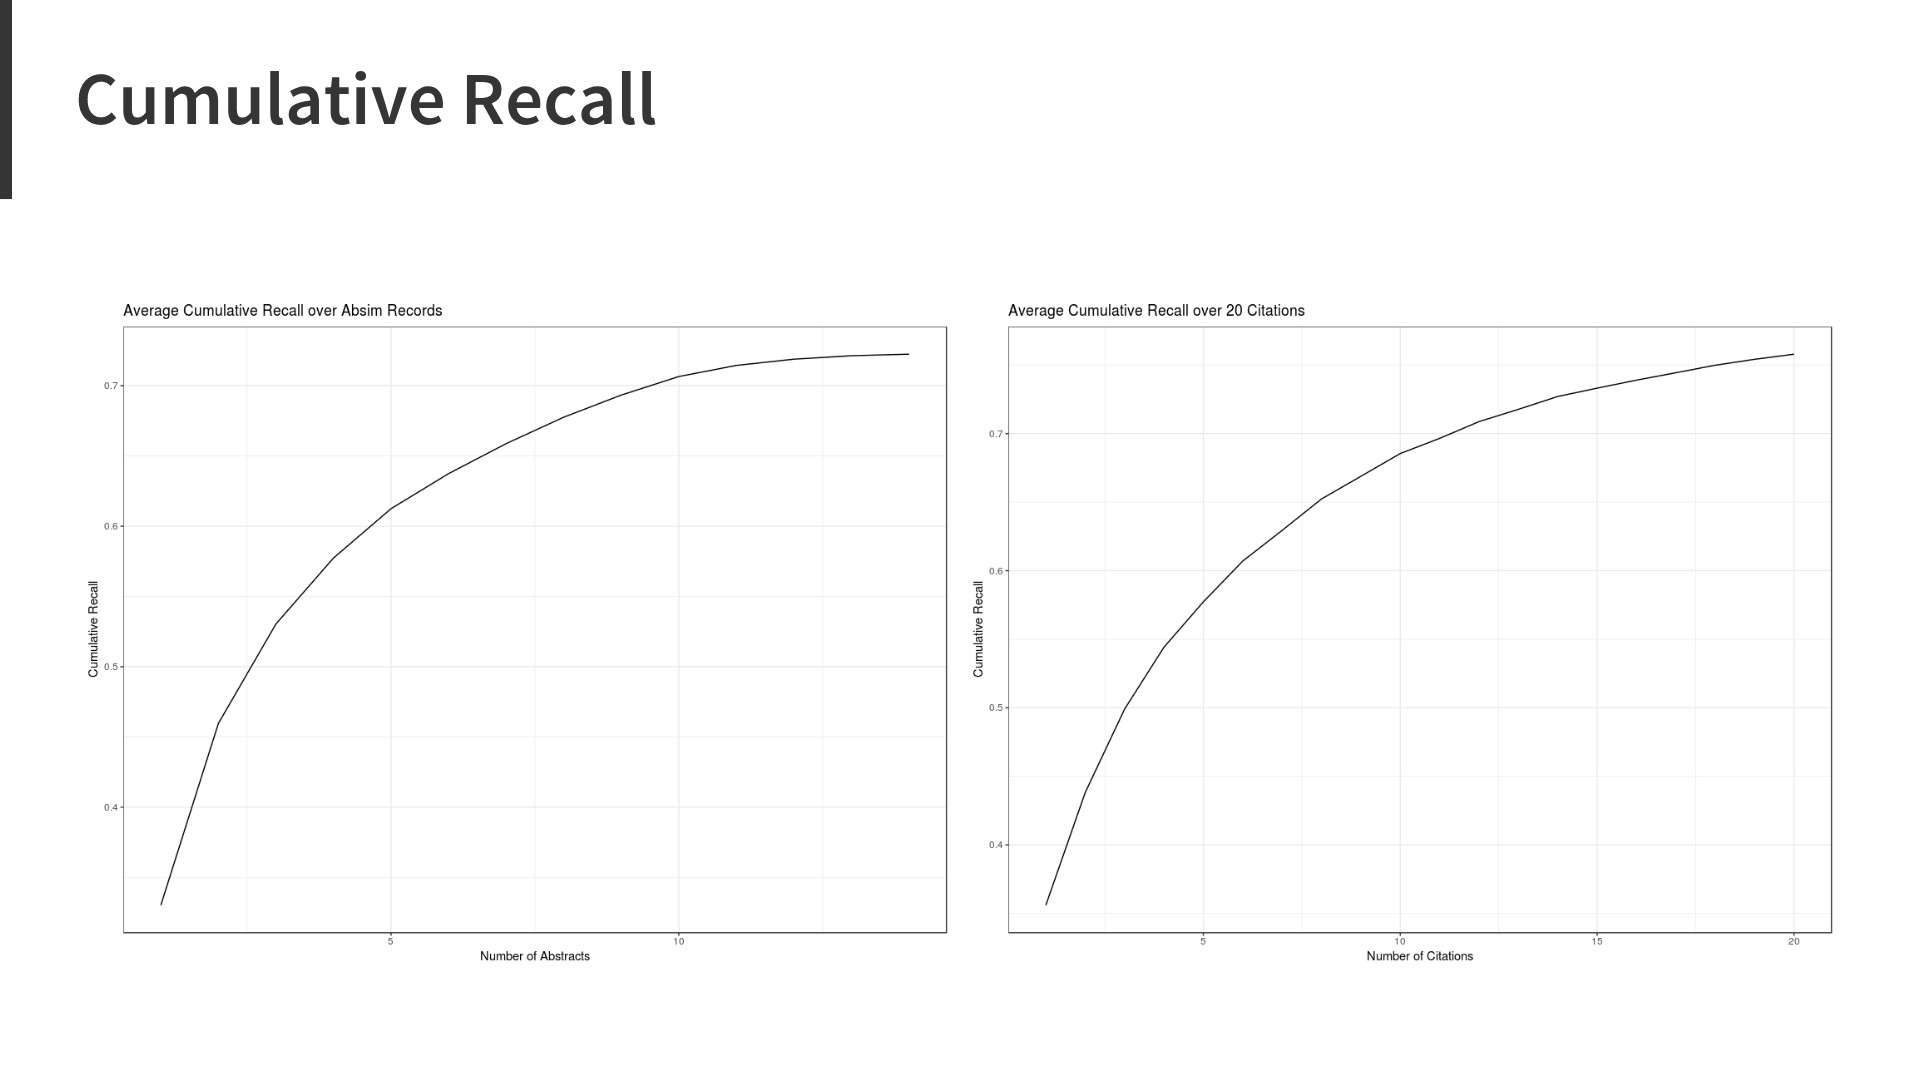 Cumulative Recall
Average Cumulative Recall over Absim Records
Cumulative Recall
0.7
0.6
0.5
0.4
5
10
Number of Abstracts
Average Cumulative Recall over 20 Citations
Cumulative Recall
0.7
0.6
0.5
0.4
5
10
15
20
Number of Citations